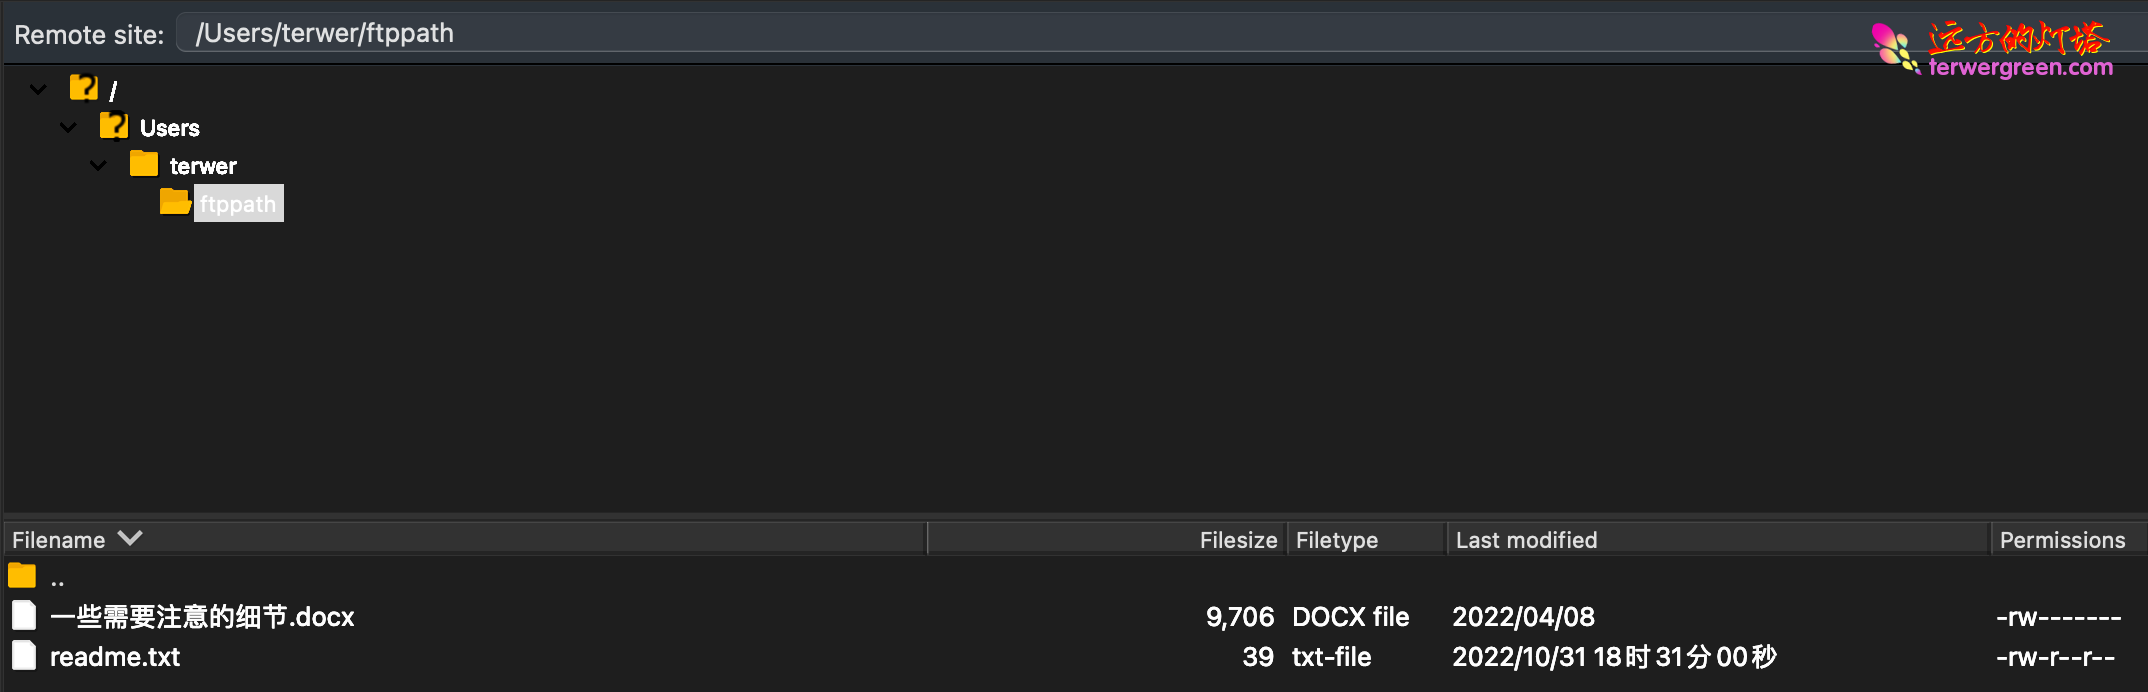 Remote site: /Users/terwer/ftppath
远方的灯塔
terwergreen.com
/
Users
terwer
ftppath
Filename Filesize Filetype Last modified Permissions
..
一些需要注意的细节.docx 9,706 DOCX file 2022/04/08 -rw-------
readme.txt 39 txt-file 2022/10/31 18时31分00秒 -rw-r--r--